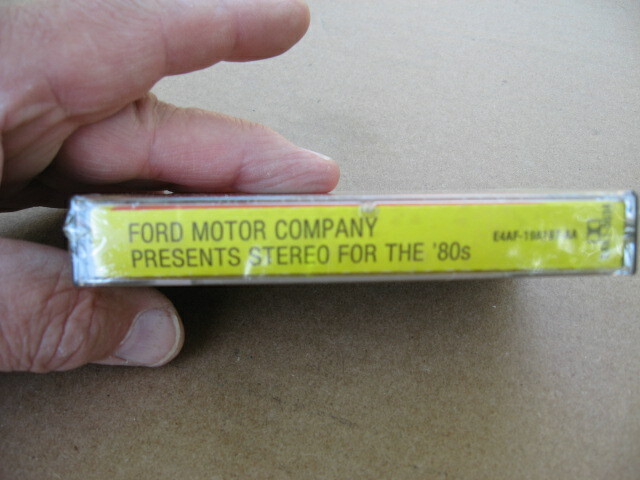 FORD MOTOR COMPANY
PRESENTS STEREO FOR THE '80s